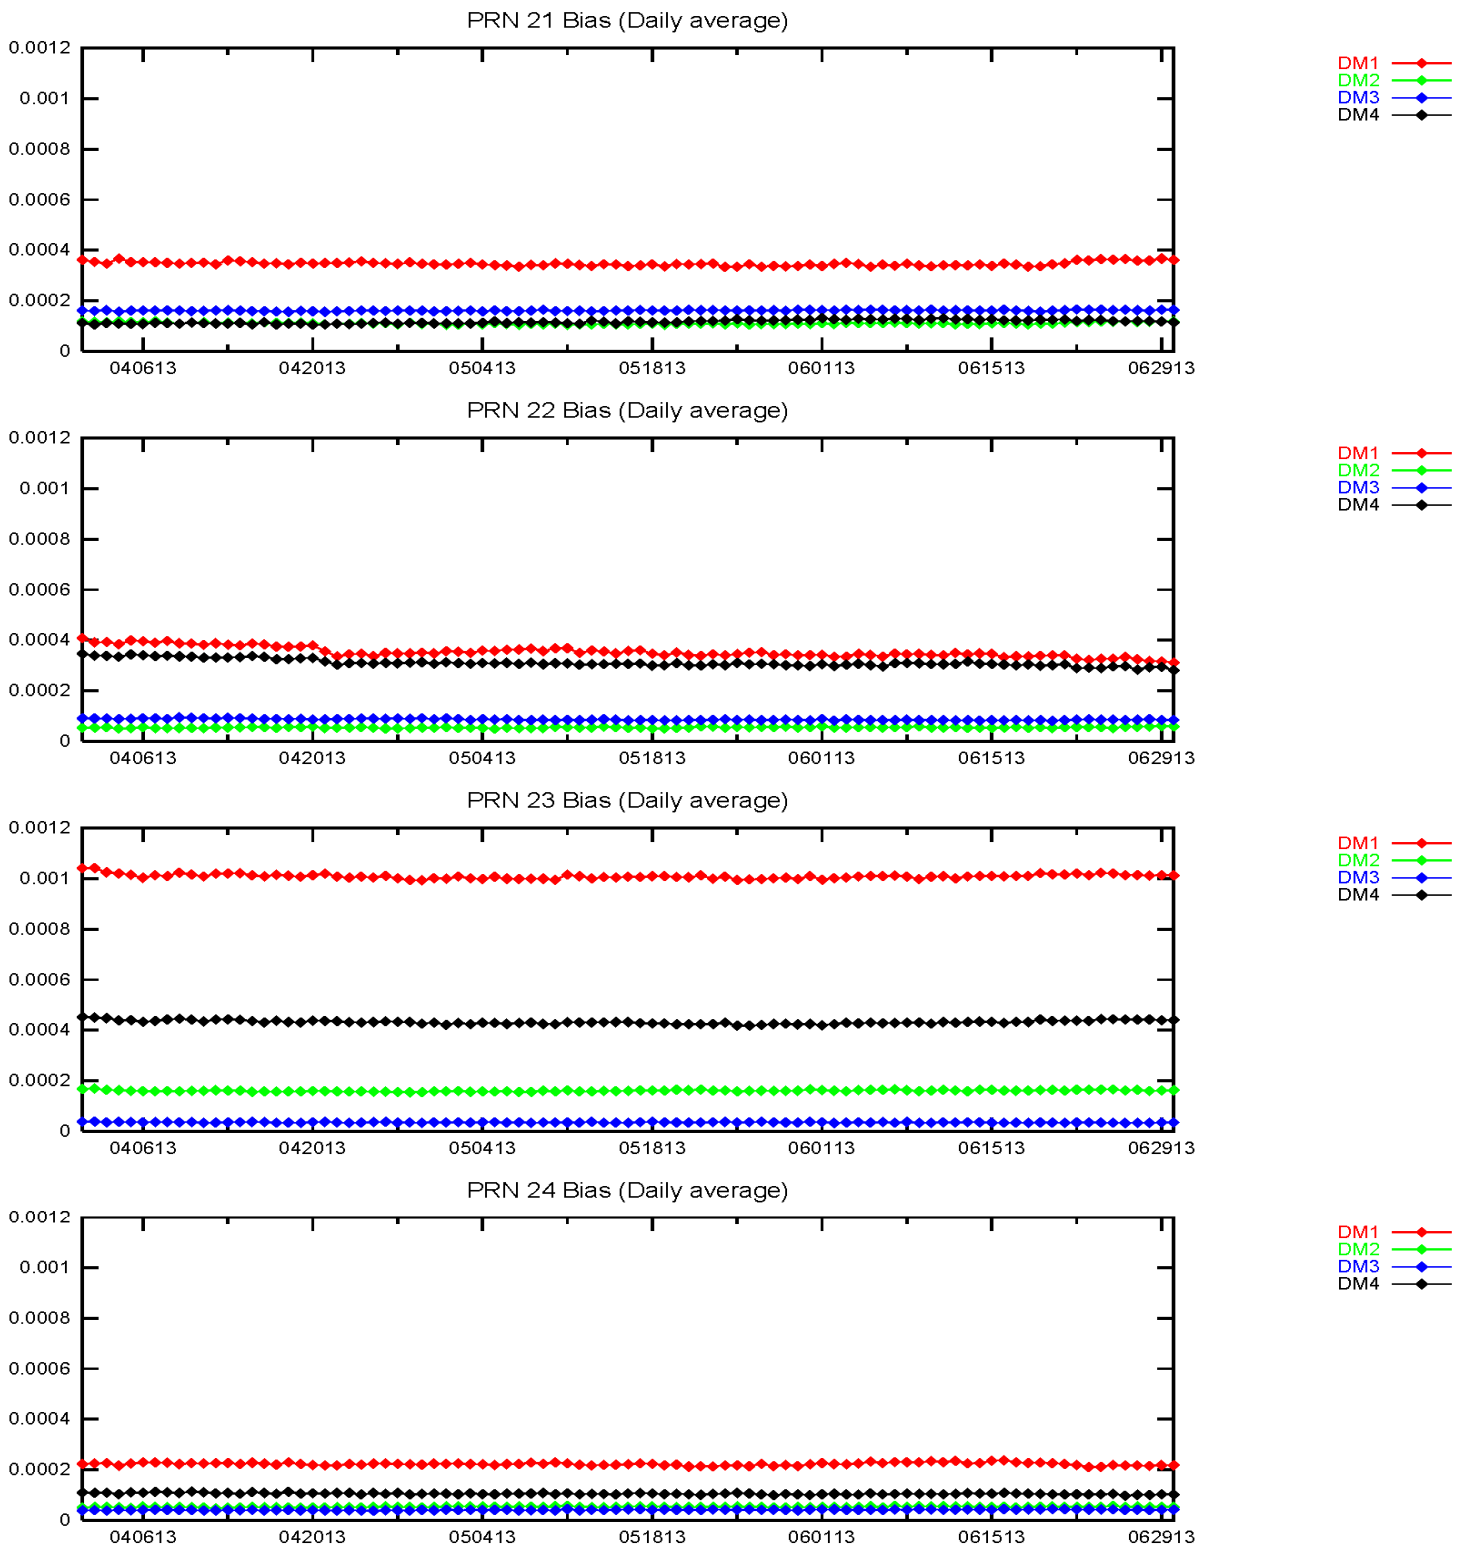 PRN 21 Bias (Daily average)
0.0012
0.001
0.0008
0.0006
0.0004
0.0002
0
040613 042013 050413 051813 060113 061513 062913
DM1
DM2
DM3
DM4
PRN 22 Bias (Daily average)
0.0012
0.001
0.0008
0.0006
0.0004
0.0002
0
040613 042013 050413 051813 060113 061513 062913
DM1
DM2
DM3
DM4
PRN 23 Bias (Daily average)
0.0012
0.001
0.0008
0.0006
0.0004
0.0002
0
040613 042013 050413 051813 060113 061513 062913
DM1
DM2
DM3
DM4
PRN 24 Bias (Daily average)
0.0012
0.001
0.0008
0.0006
0.0004
0.0002
0
040613 042013 050413 051813 060113 061513 062913
DM1
DM2
DM3
DM4